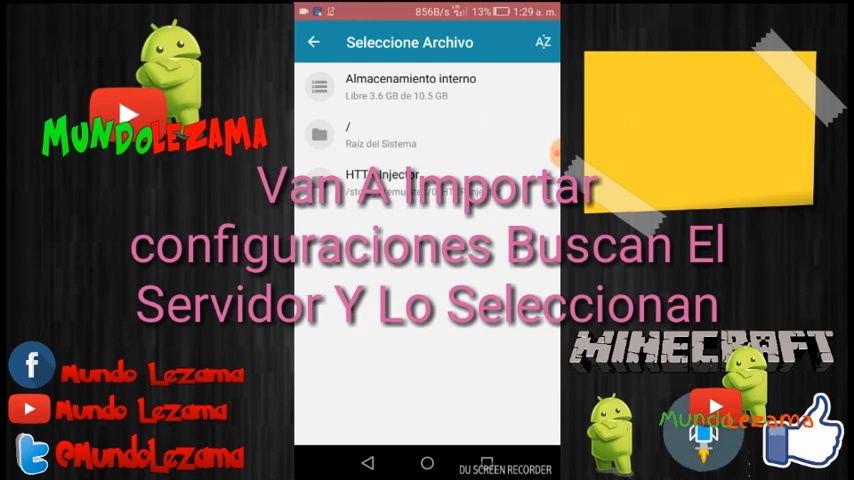 856B/s 13% 1:29 a. m.
Seleccione Archivo
AZ
Almacenamiento interno
Libre 3.6 GB de 10.5 GB
/
Raíz del Sistema
HTTP Injector
MUNDOLEZAMA
Van A Importar
configuraciones Buscan El
Servidor Y Lo Seleccionan
MINECRAFT
f Mundo Lezama
Mundo Lezama
@MundoLezama
MundoLezama
DU SCREEN RECORDER